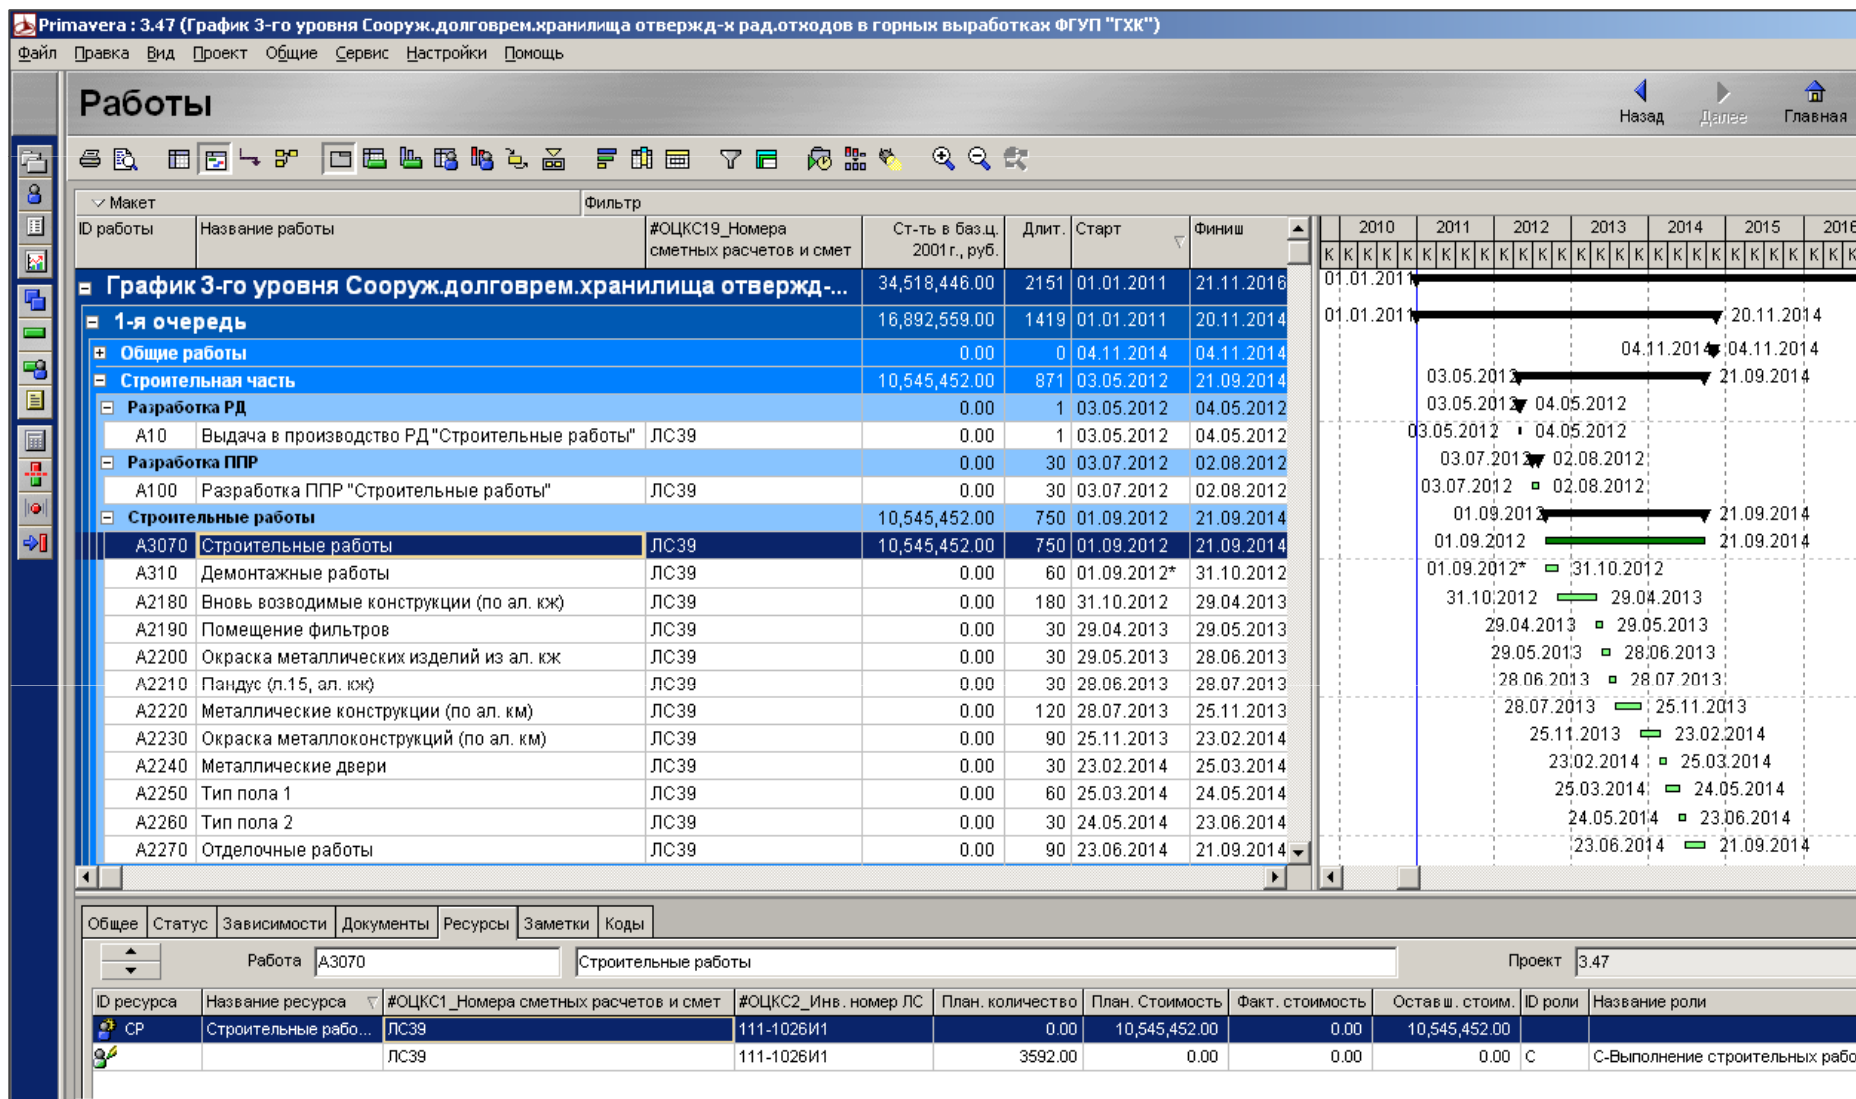 Primavera : 3.47 (График 3-го уровня Сооруж.долговрем.хранилища отвержд-х рад.отходов в горных выработках ФГУП "ГХК")
Файл Правка Вид Проект Общие Сервис Настройки Помощь
Работы
Назад Далее Главная
Макет Фильтр
ID работы Название работы #ОЦКС19_Номера сметных расчетов и смет Ст-ть в баз.ц. 2001г., руб. Длит. Старт Финиш 2010 2011 2012 2013 2014 2015 2016
К К К К К К К К К К К К К К К К К К К К К К К К К К К К
График 3-го уровня Сооруж.долговрем.хранилища отвержд-... 34,518,446.00 2151 01.01.2011 21.11.2016 01.01.2011
1-я очередь 16,892,559.00 1419 01.01.2011 20.11.2014 01.01.2011 20.11.2014
Общие работы 0.00 0 04.11.2014 04.11.2014 04.11.2014 04.11.2014
Строительная часть 10,545,452.00 871 03.05.2012 21.09.2014 03.05.2012 21.09.2014
Разработка РД 0.00 1 03.05.2012 04.05.2012 03.05.2012 04.05.2012
A10 Выдача в производство РД "Строительные работы" ЛС39 0.00 1 03.05.2012 04.05.2012 03.05.2012 04.05.2012
Разработка ППР 0.00 30 03.07.2012 02.08.2012 03.07.2012 02.08.2012
A100 Разработка ППР "Строительные работы" ЛС39 0.00 30 03.07.2012 02.08.2012 03.07.2012 02.08.2012
Строительные работы 10,545,452.00 750 01.09.2012 21.09.2014 01.09.2012 21.09.2014
A3070 Строительные работы ЛС39 10,545,452.00 750 01.09.2012 21.09.2014 01.09.2012 21.09.2014
A310 Демонтажные работы ЛС39 0.00 60 01.09.2012* 31.10.2012 01.09.2012* 31.10.2012
A2180 Вновь возводимые конструкции (по ал. кж) ЛС39 0.00 180 31.10.2012 29.04.2013 31.10.2012 29.04.2013
A2190 Помещение фильтров ЛС39 0.00 30 29.04.2013 29.05.2013 29.04.2013 29.05.2013
A2200 Окраска металлических изделий из ал. кж ЛС39 0.00 30 29.05.2013 28.06.2013 29.05.2013 28.06.2013
A2210 Пандус (л.15, ал. кж) ЛС39 0.00 30 28.06.2013 28.07.2013 28.06.2013 28.07.2013
A2220 Металлические конструкции (по ал. км) ЛС39 0.00 120 28.07.2013 25.11.2013 28.07.2013 25.11.2013
A2230 Окраска металлоконструкций (по ал. км) ЛС39 0.00 90 25.11.2013 23.02.2014 25.11.2013 23.02.2014
A2240 Металлические двери ЛС39 0.00 30 23.02.2014 25.03.2014 23.02.2014 25.03.2014
A2250 Тип пола 1 ЛС39 0.00 60 25.03.2014 24.05.2014 25.03.2014 24.05.2014
A2260 Тип пола 2 ЛС39 0.00 30 24.05.2014 23.06.2014 24.05.2014 23.06.2014
A2270 Отделочные работы ЛС39 0.00 90 23.06.2014 21.09.2014 23.06.2014 21.09.2014
Общее Статус Зависимости Документы Ресурсы Заметки Коды
Работа A3070 Строительные работы Проект 3.47
ID ресурса Название ресурса #ОЦКС1_Номера сметных расчетов и смет #ОЦКС2_Инв. номер ЛС План. количество План. Стоимость Факт. стоимость Оставш. стоим. ID роли Название роли
СР Строительные рабо... ЛС39 111-1026И1 0.00 10,545,452.00 0.00 10,545,452.00
ЛС39 111-1026И1 3592.00 0.00 0.00 0.00 С С-Выполнение строительных рабо